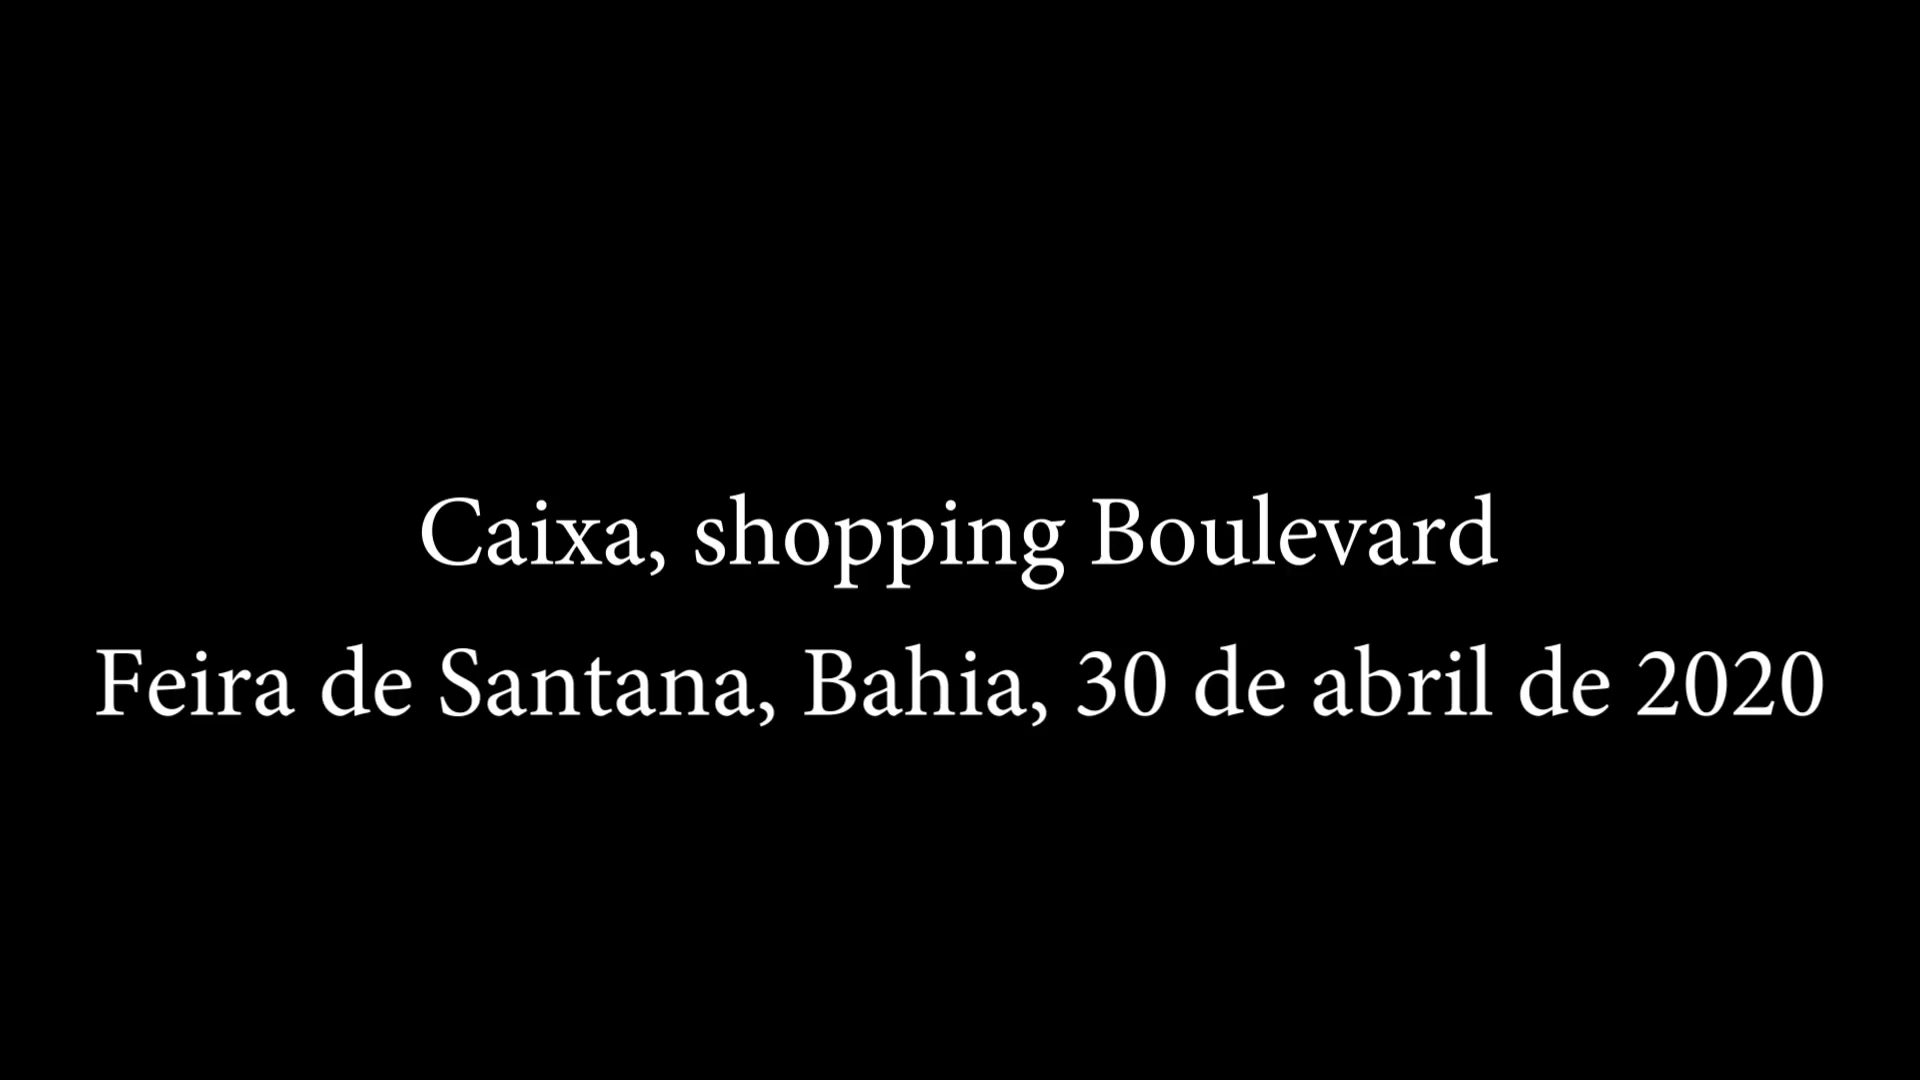 Caixa, shopping Boulevard
Feira de Santana, Bahia, 30 de abril de 2020